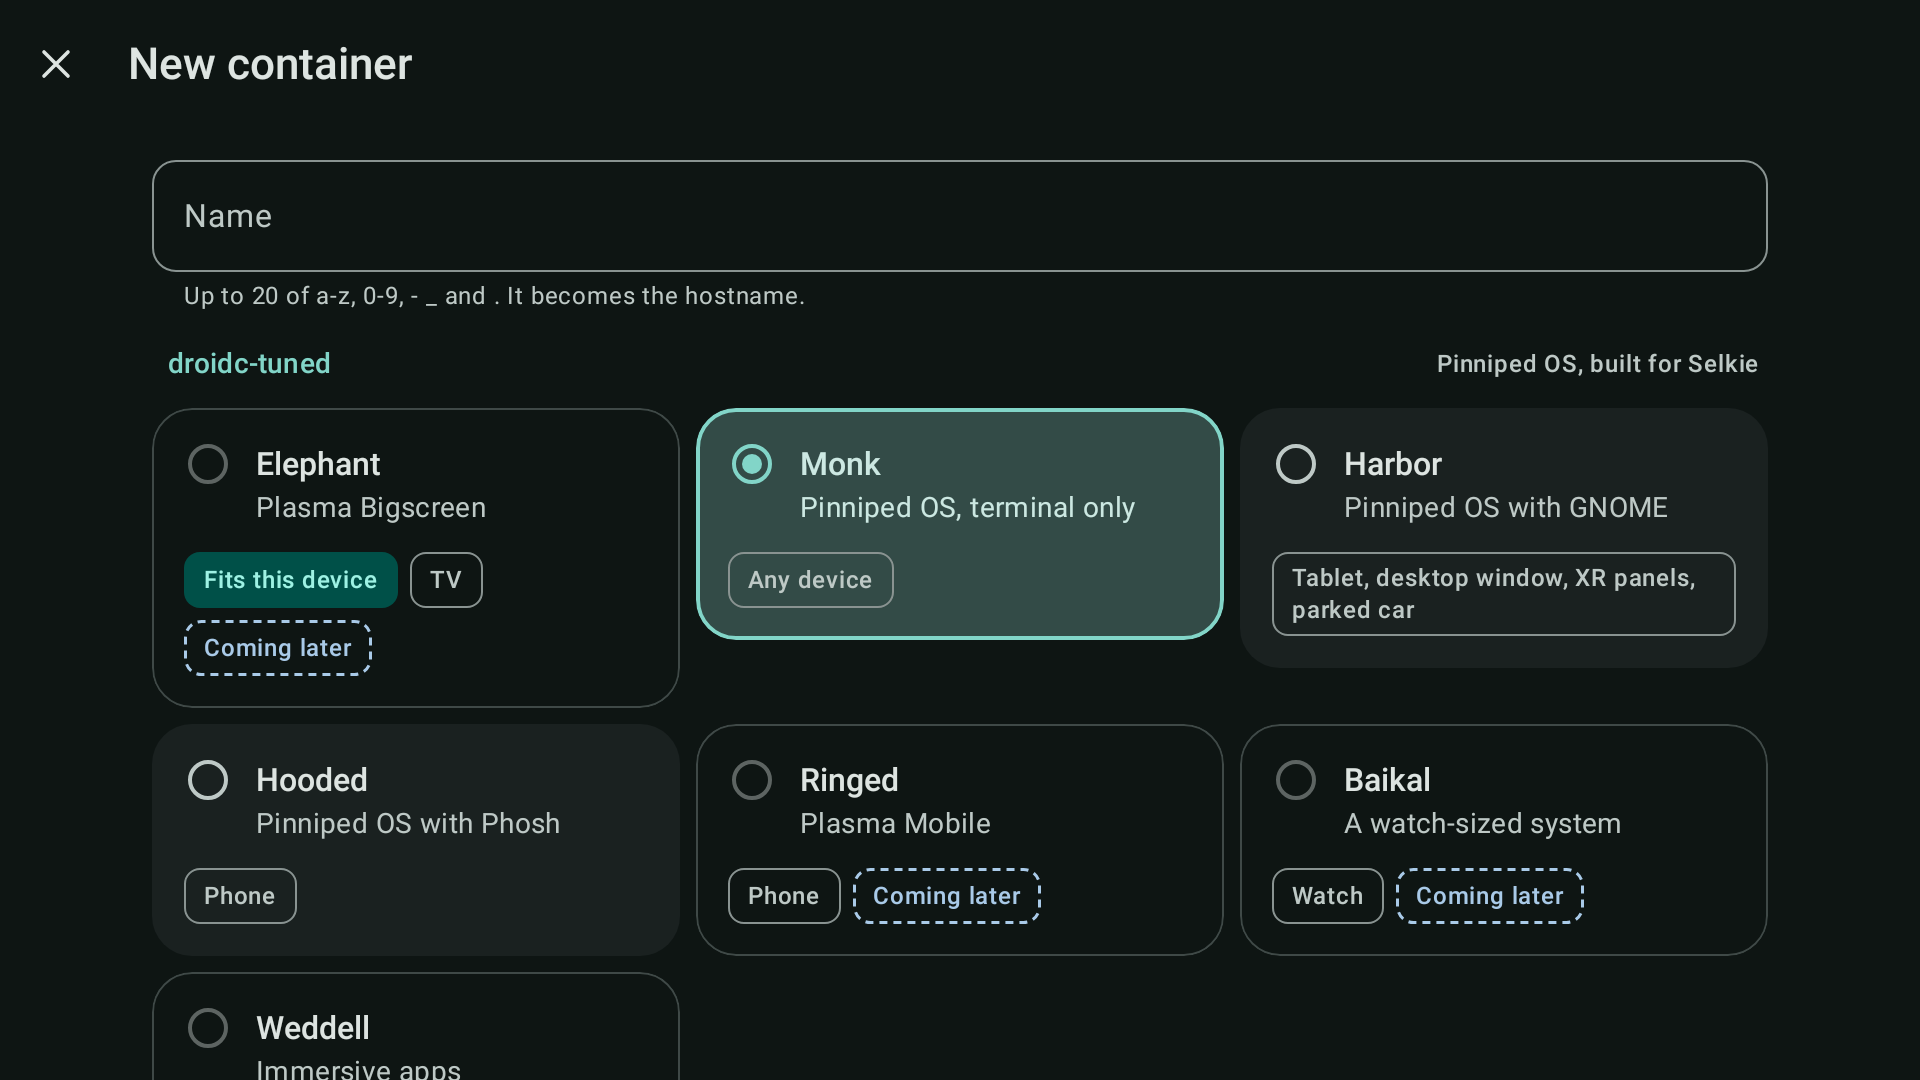 New container
Name
Up to 20 of a-z, 0-9, - _ and . It becomes the hostname.
droidc-tuned
Pinniped OS, built for Selkie
Elephant
Plasma Bigscreen
Fits this device
TV
Coming later
Monk
Pinniped OS, terminal only
Any device
Harbor
Pinniped OS with GNOME
Tablet, desktop window, XR panels,
parked car
Hooded
Pinniped OS with Phosh
Phone
Ringed
Plasma Mobile
Phone
Coming later
Baikal
A watch-sized system
Watch
Coming later
Weddell
Immersive apps